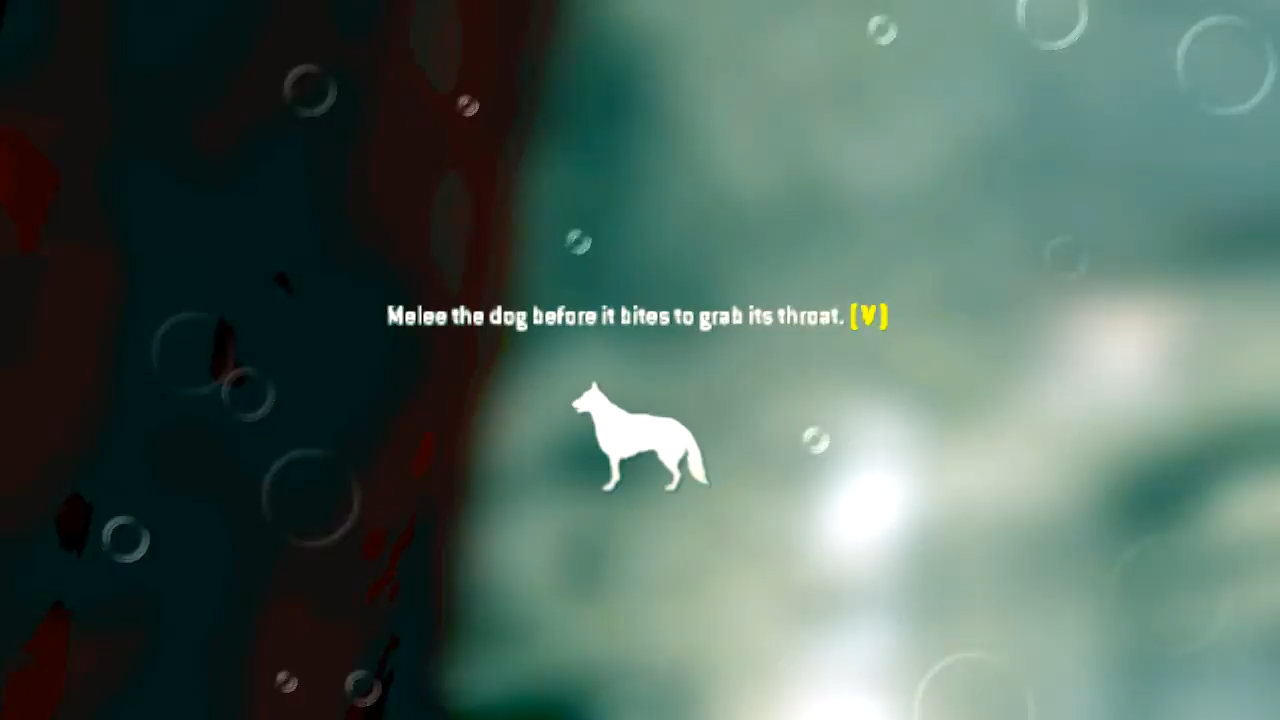 Melee the dog before it bites to grab its throat. [V]